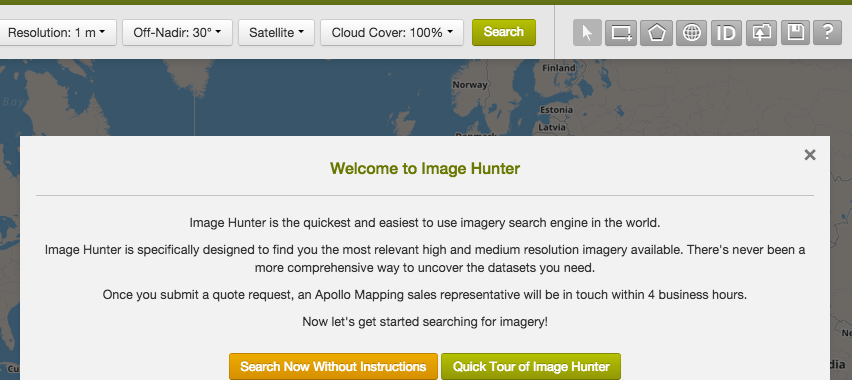 Resolution: 1 m Off-Nadir: 30° Satellite Cloud Cover: 100% Search ID ?
Finland
Norway
Estonia
Latvia
Welcome to Image Hunter
Image Hunter is the quickest and easiest to use imagery search engine in the world.
Image Hunter is specifically designed to find you the most relevant high and medium resolution imagery available. There's never been a
more comprehensive way to uncover the datasets you need.
Once you submit a quote request, an Apollo Mapping sales representative will be in touch within 4 business hours.
Now let's get started searching for imagery!
Search Now Without Instructions Quick Tour of Image Hunter